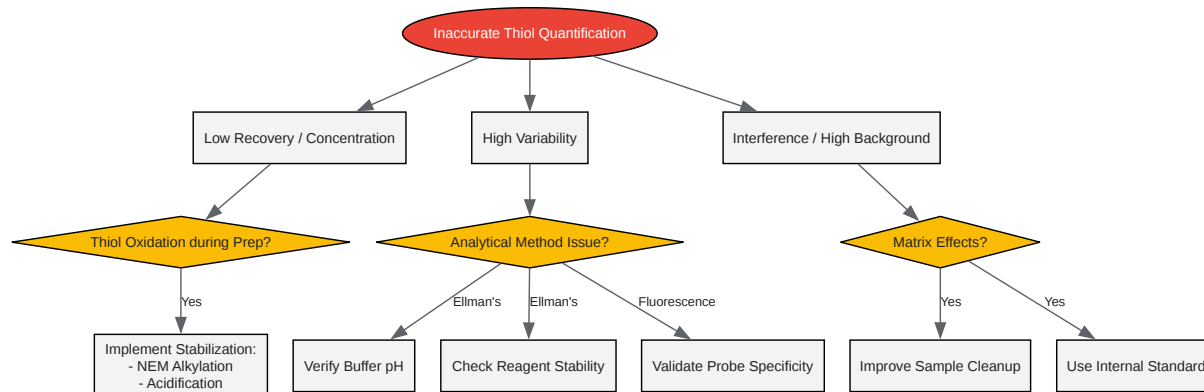 Inaccurate Thiol Quantification
Low Recovery / Concentration
High Variability
Interference / High Background
Thiol Oxidation during Prep?
Analytical Method Issue?
Matrix Effects?
Yes
Ellman's
Ellman's
Fluorescence
Yes
Yes
Implement Stabilization:
- NEM Alkylation
- Acidification
Verify Buffer pH
Check Reagent Stability
Validate Probe Specificity
Improve Sample Cleanup
Use Internal Standard